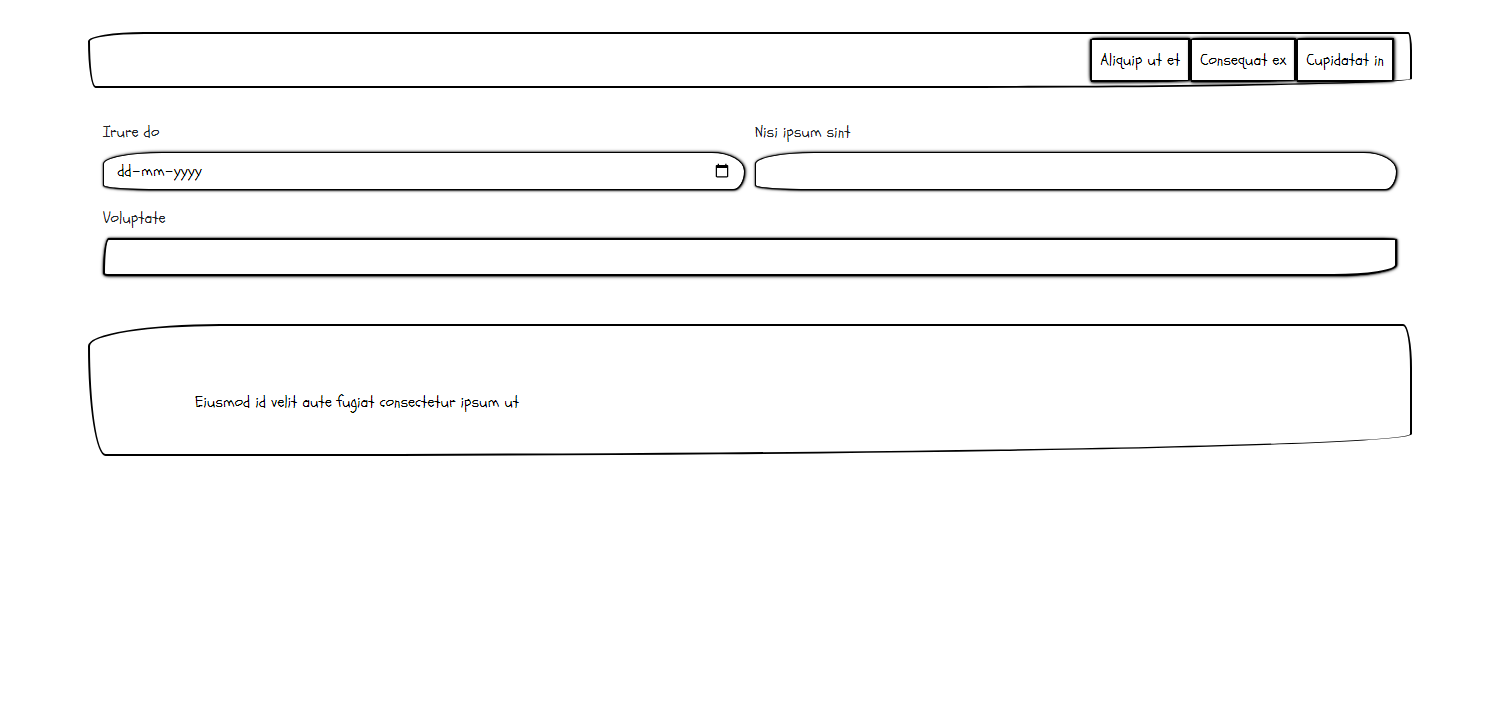 Aliquip ut et Consequat ex Cupidatat in
Irure do Nisi ipsum sint
dd-mm-yyyy
Voluptate
Eiusmod id velit aute fugiat consectetur ipsum ut